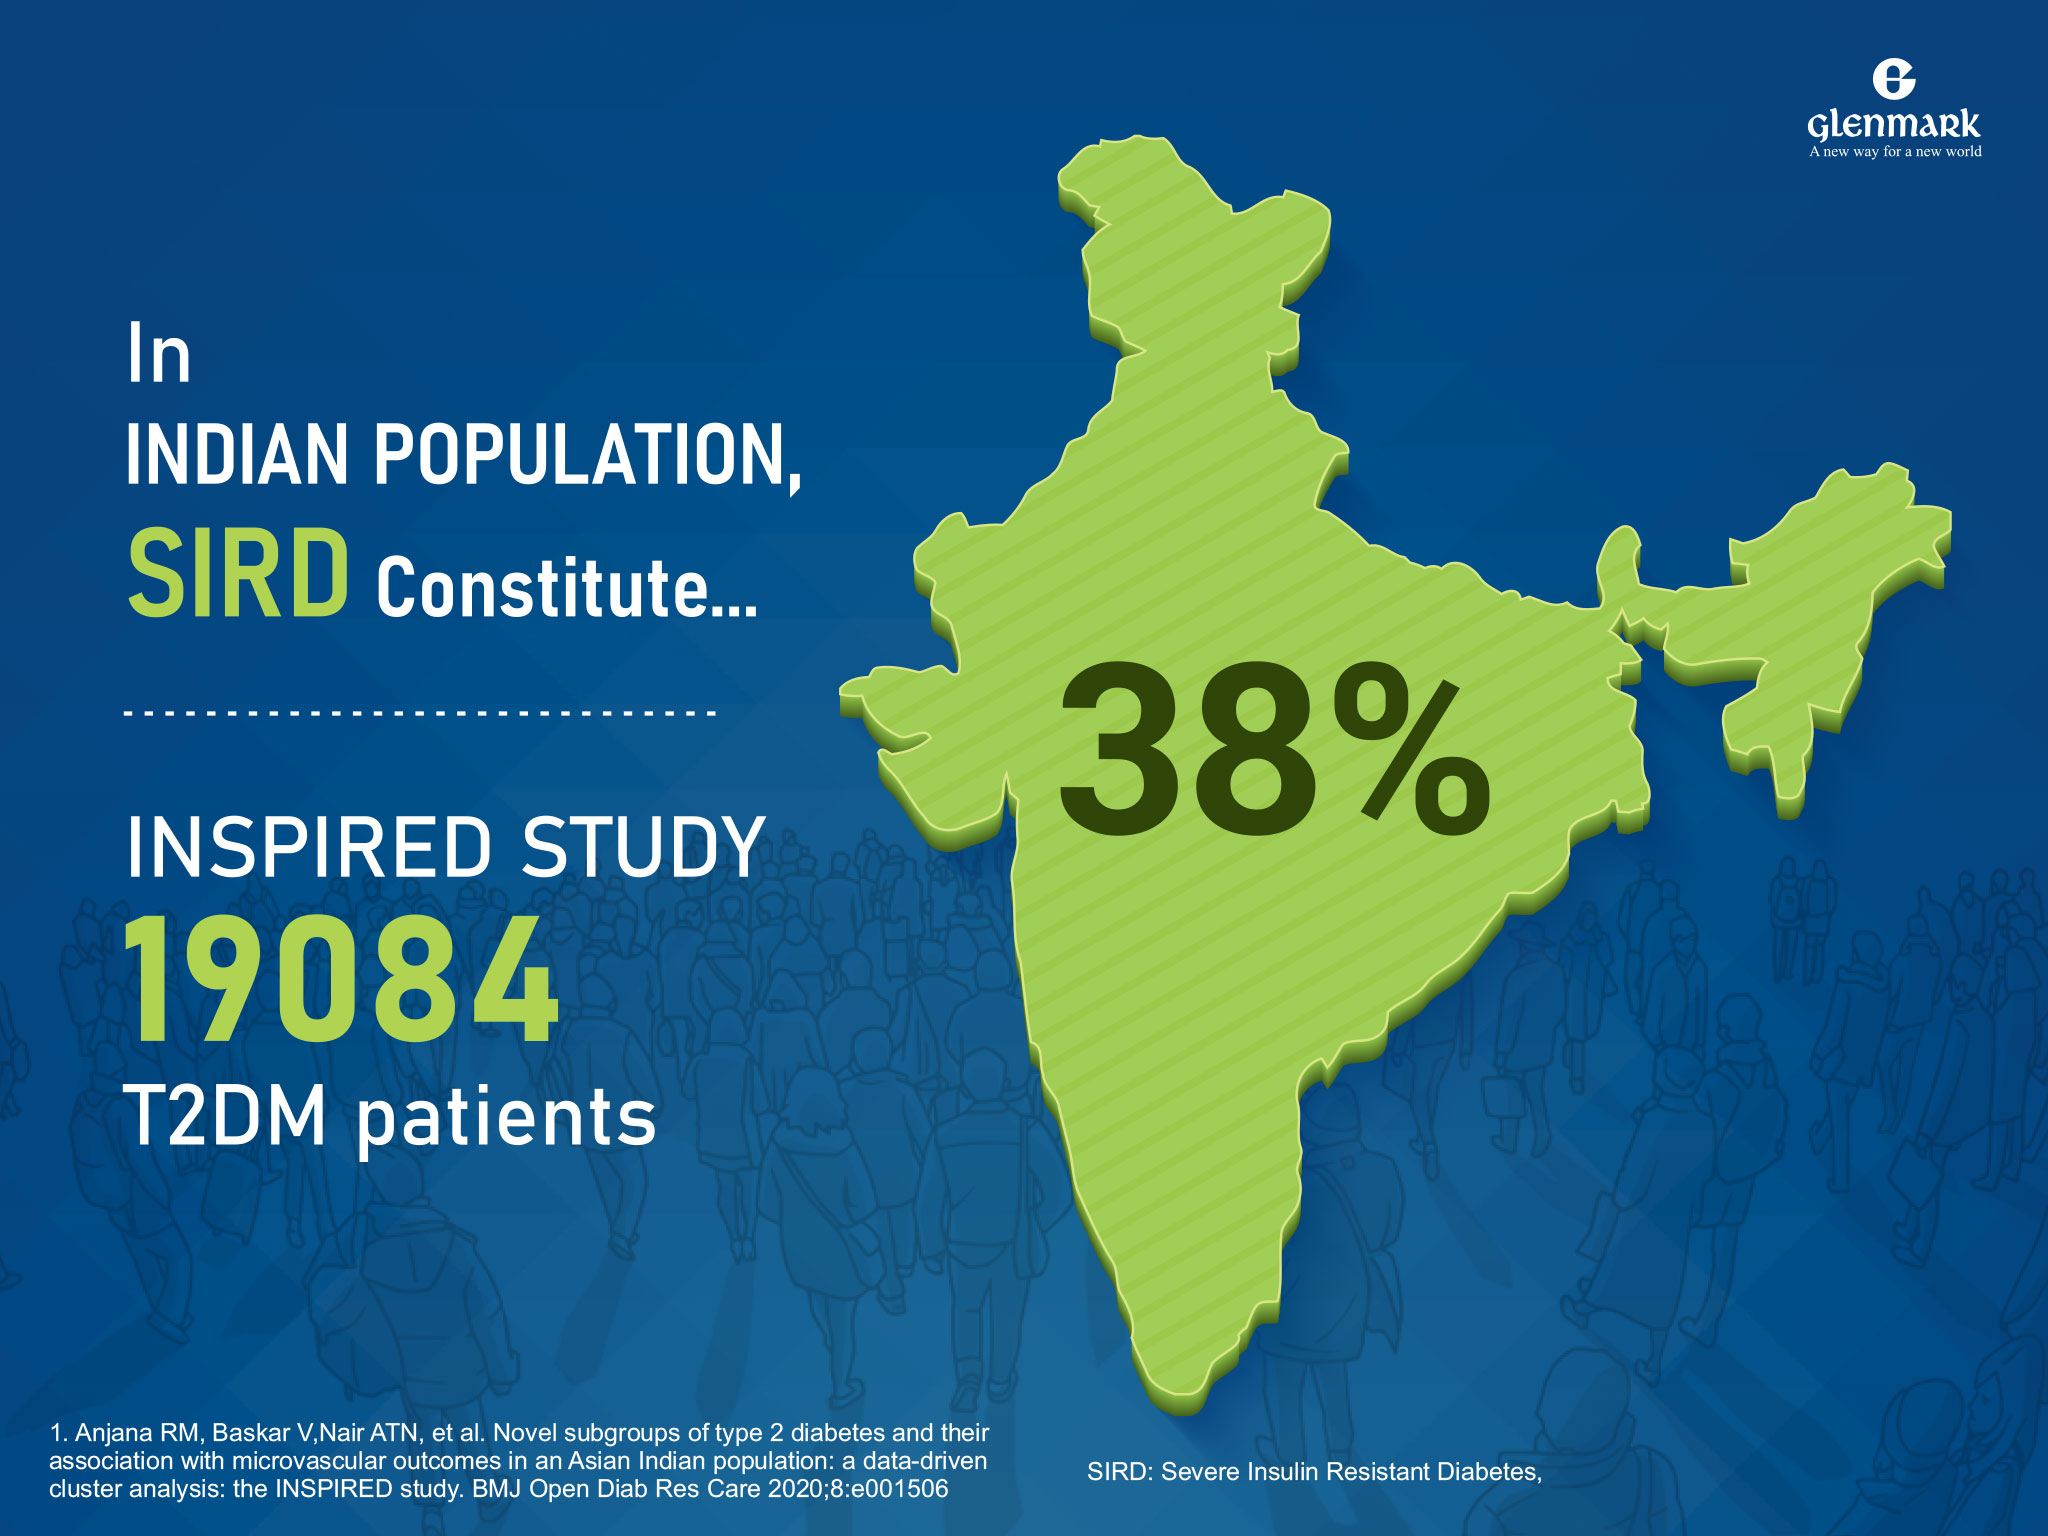 glenmark
A new way for a new world
In
INDIAN POPULATION,
SIRD Constitute...
38%
INSPIRED STUDY
19084
T2DM patients
1. Anjana RM, Baskar V,Nair ATN, et al. Novel subgroups of type 2 diabetes and their
association with microvascular outcomes in an Asian Indian population: a data-driven
cluster analysis: the INSPIRED study. BMJ Open Diab Res Care 2020;8:e001506
SIRD: Severe Insulin Resistant Diabetes,